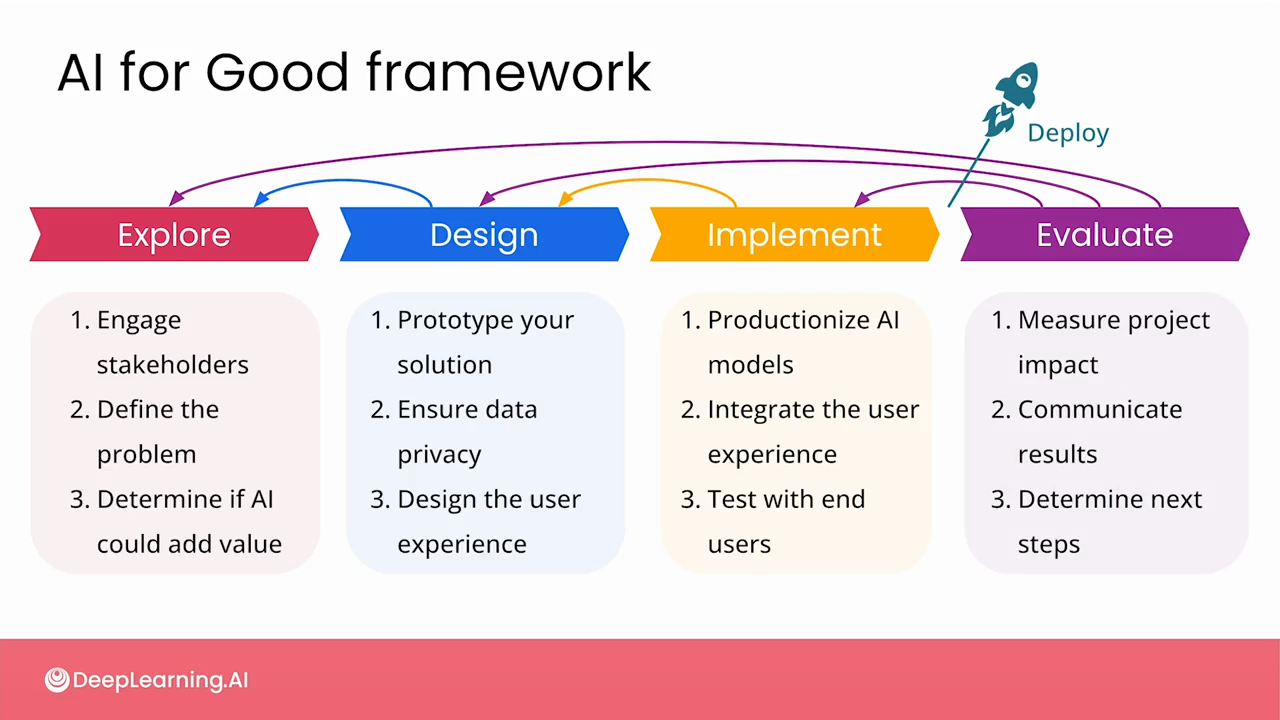 AI for Good framework
Deploy
Explore
Design
Implement
Evaluate
1. Engage
stakeholders
2. Define the
problem
3. Determine if AI
could add value
1. Prototype your
solution
2. Ensure data
privacy
3. Design the user
experience
1. Productionize AI
models
2. Integrate the user
experience
3. Test with end
users
1. Measure project
impact
2. Communicate
results
3. Determine next
steps
DeepLearning.AI